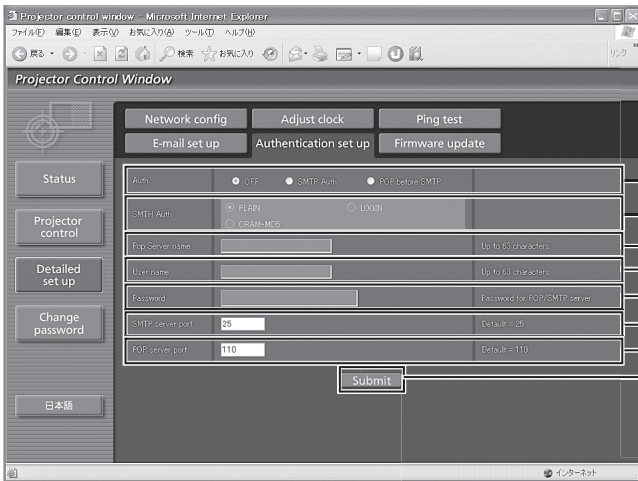 Projector control window - Microsoft Internet Explorer
ファイル(F) 編集(E) 表示(V) お気に入り(A) ツール(T) ヘルプ(H)
戻る 検索 お気に入り リンク »
Projector Control Window
Network config Adjust clock Ping test
E-mail set up Authentication set up Firmware update
Status
Projector control
Detailed set up
Change password
日本語
Auth OFF SMTP Auth POP before SMTP
SMTH Auth PLAIN LOGIN
CRAM-MD5
Pop Server name Up to 63 characters
User name Up to 63 characters
Password Password for POP/SMTP server
SMTP server port 25 Default = 25
POP server port 110 Default = 110
Submit
インターネット